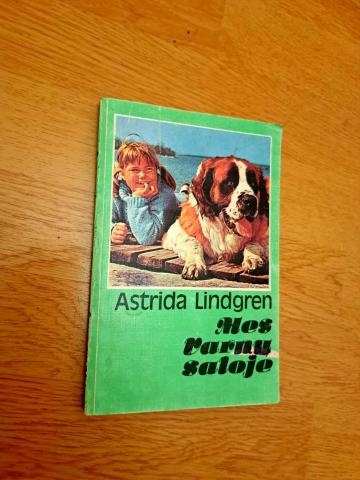 Astrida Lindgren
Mes
Varnų
saloje